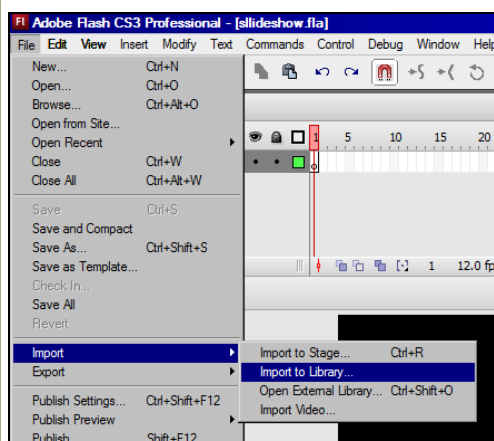 Adobe Flash CS3 Professional - [sllideshow.fla]
File Edit View Insert Modify Text Commands Control Debug Window Help
New... Ctrl+N
Open... Ctrl+O
Browse... Ctrl+Alt+O
Open from Site...
Open Recent
Close Ctrl+W
Close All Ctrl+Alt+W
Save Ctrl+S
Save and Compact
Save As... Ctrl+Shift+S
Save as Template...
Check In...
Save All
Revert
Import
Export
Publish Settings... Ctrl+Shift+F12
Publish Preview
Publish Shift+F12
1 5 10 15 20
1 12.0 fp
Import to Stage... Ctrl+R
Import to Library...
Open External Library... Ctrl+Shift+O
Import Video...